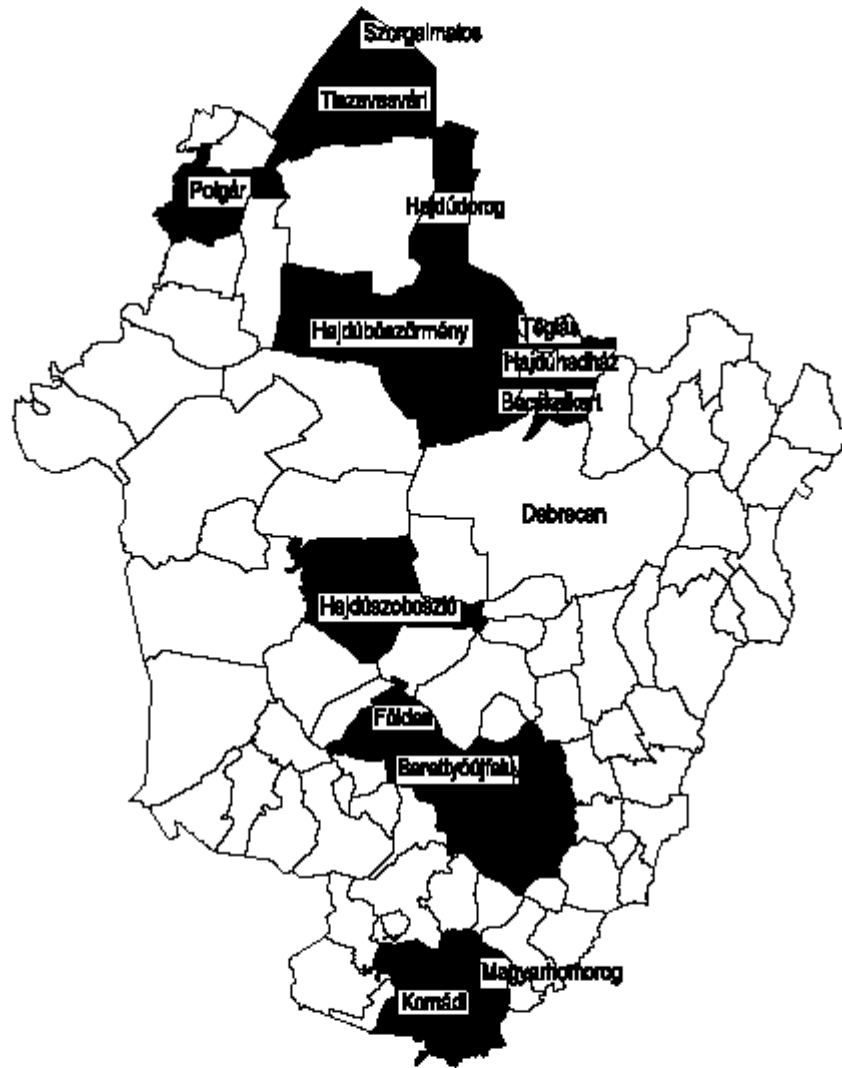 Szorgalmatos
Tiszavasvári
Polgár
Hajdúdorog
Téglás
Hajdúböszörmény
Hajdúhadház
Bocskaikert
Debrecen
Hajdúszoboszló
Földes
Berettyóújfalu
Magyarhomorog
Komádi